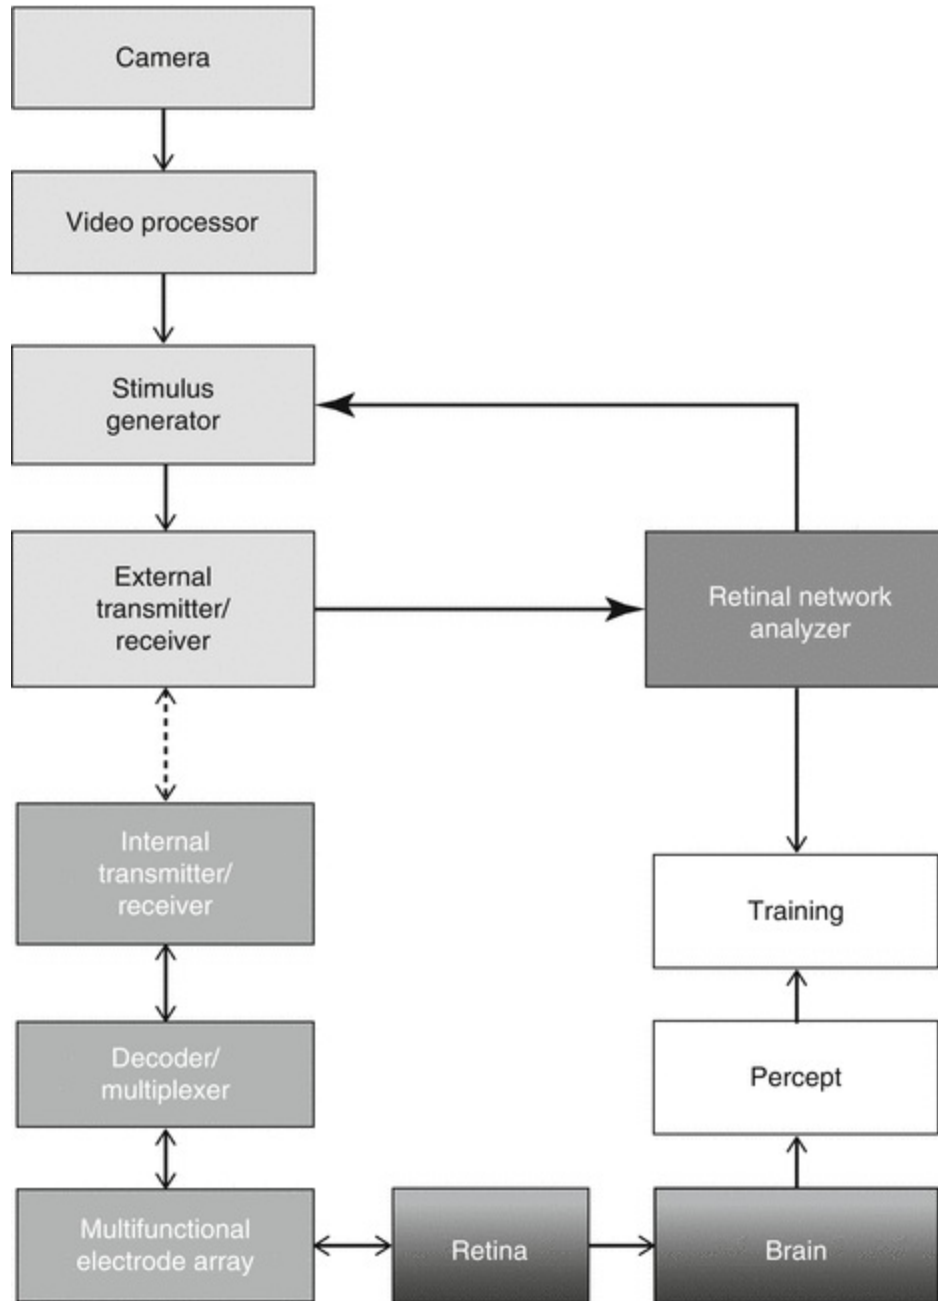 Camera
Video processor
Stimulus
generator
External
transmitter/
receiver
Retinal network
analyzer
Internal
transmitter/
receiver
Training
Decoder/
multiplexer
Percept
Multifunctional
electrode array
Retina
Brain